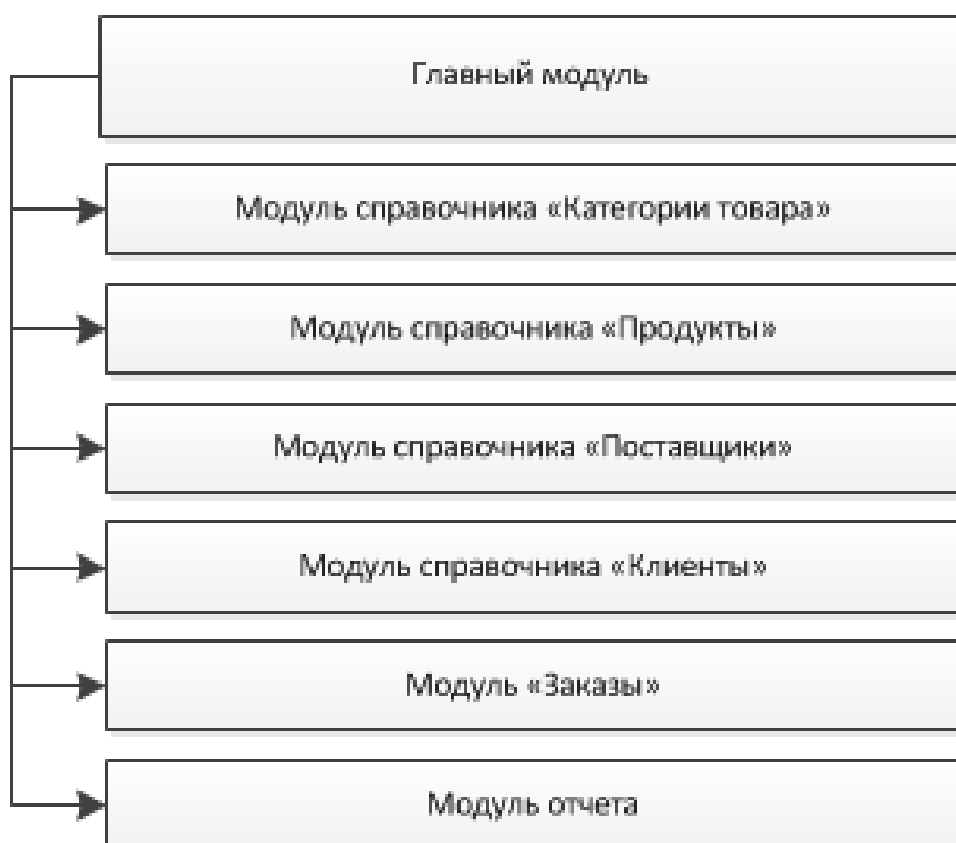 Главный модуль
Модуль справочника «Категории товара»
Модуль справочника «Продукты»
Модуль справочника «Поставщики»
Модуль справочника «Клиенты»
Модуль «Заказы»
Модуль отчета